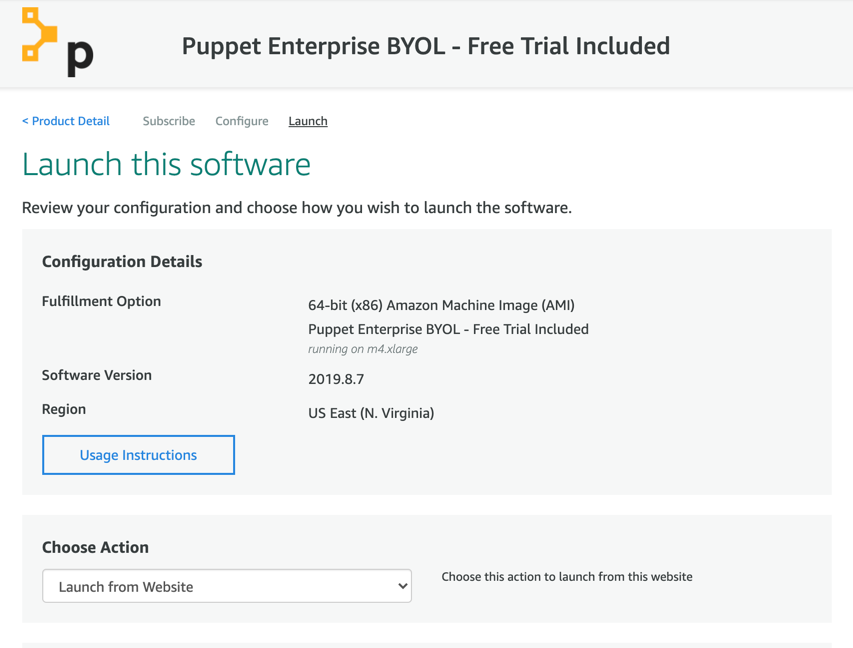 p
Puppet Enterprise BYOL - Free Trial Included
< Product Detail Subscribe Configure Launch
Launch this software
Review your configuration and choose how you wish to launch the software.
Configuration Details
Fulfillment Option
64-bit (x86) Amazon Machine Image (AMI)
Puppet Enterprise BYOL - Free Trial Included
running on m4.xlarge
Software Version 2019.8.7
Region US East (N. Virginia)
Usage Instructions
Choose Action
Launch from Website Choose this action to launch from this website